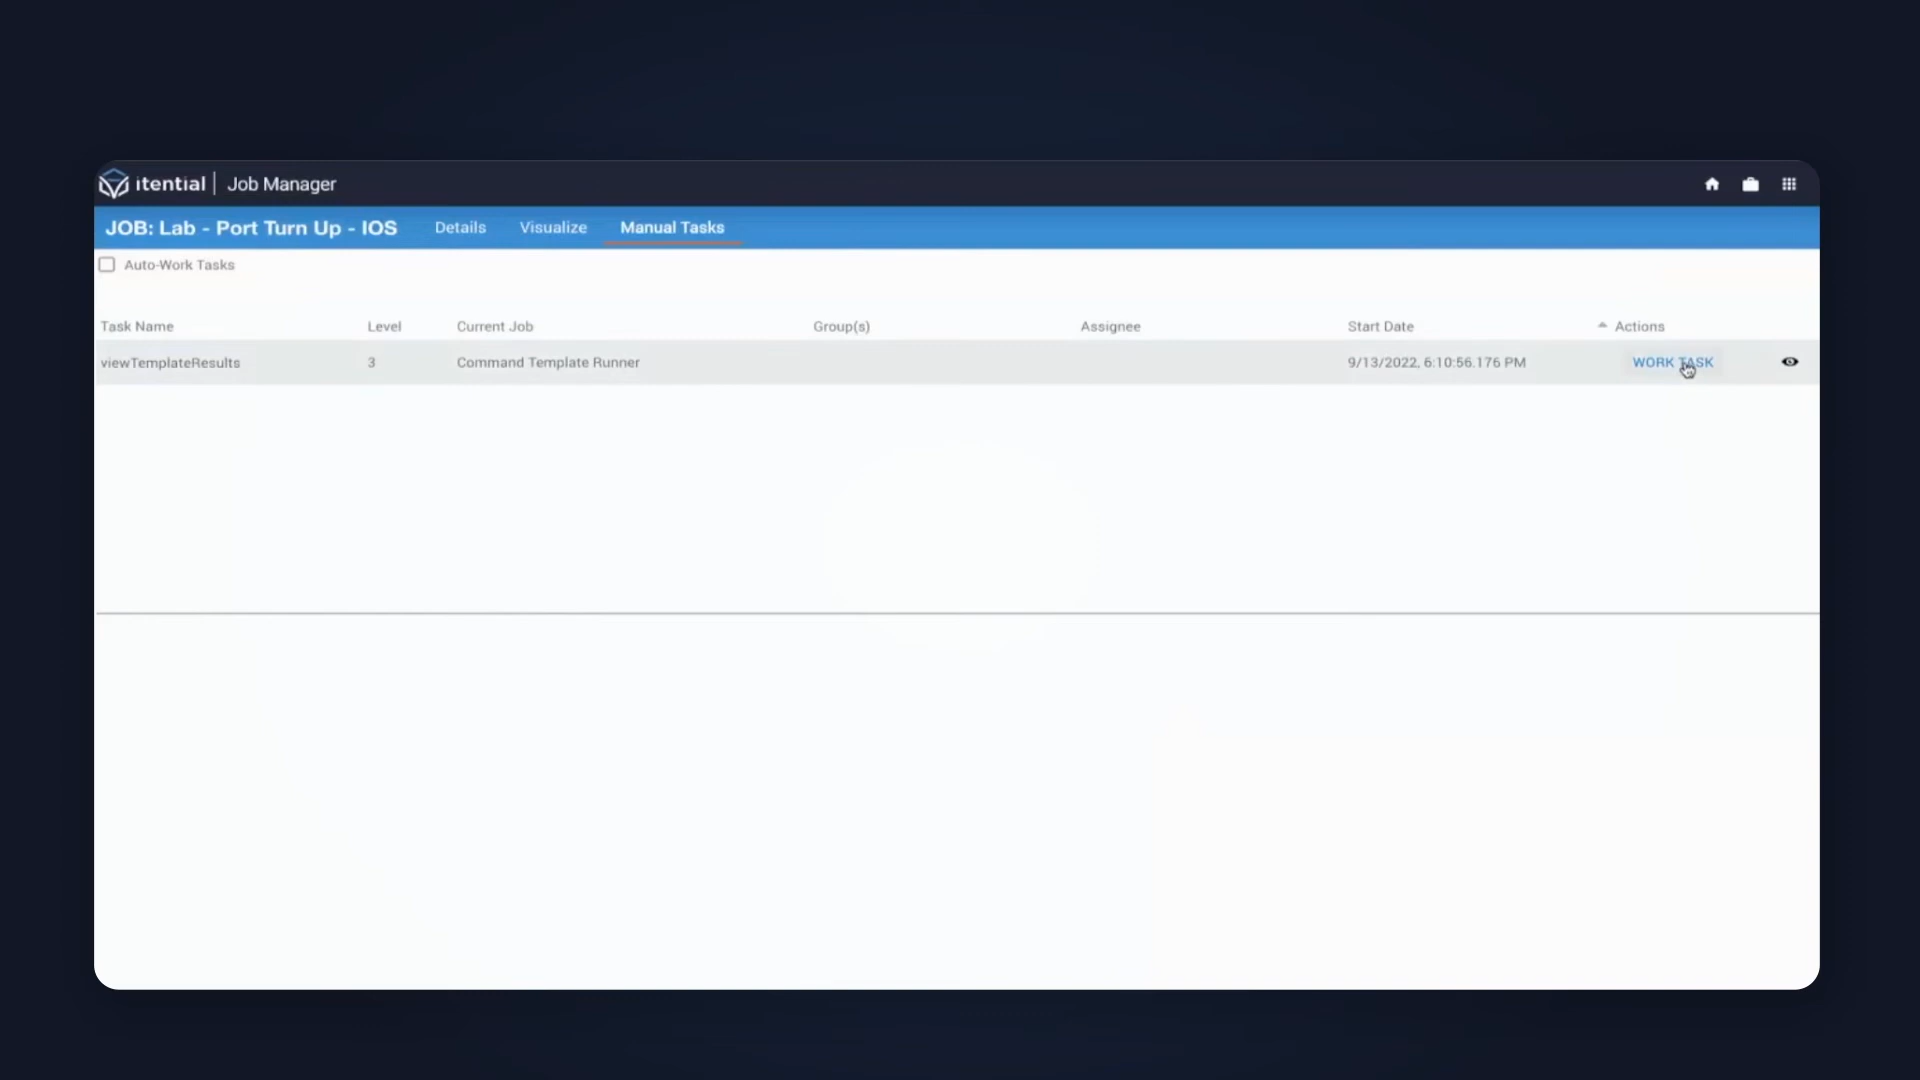 itential | Job Manager
JOB: Lab - Port Turn Up - IOS Details Visualize Manual Tasks
Auto-Work Tasks
Task Name Level Current Job Group(s) Assignee Start Date Actions
viewTemplateResults 3 Command Template Runner 9/13/2022, 6:10:56.176 PM WORK TASK